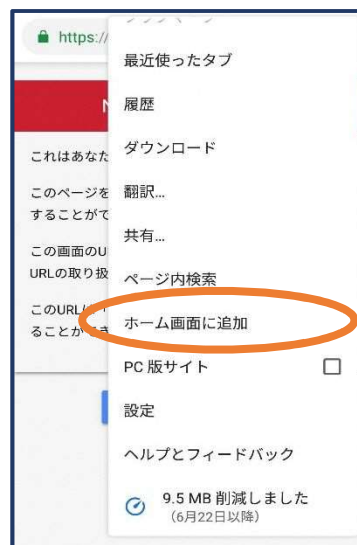 https://
最近使ったタブ
履歴
ダウンロード
翻訳...
共有...
ページ内検索
ホーム画面に追加
PC 版サイト
設定
ヘルプとフィードバック
9.5 MB 削減しました
(6月22日以降)
N
これはあなた
このページを
することがで
この画面のU
URLの取り扱
このURL
ることが